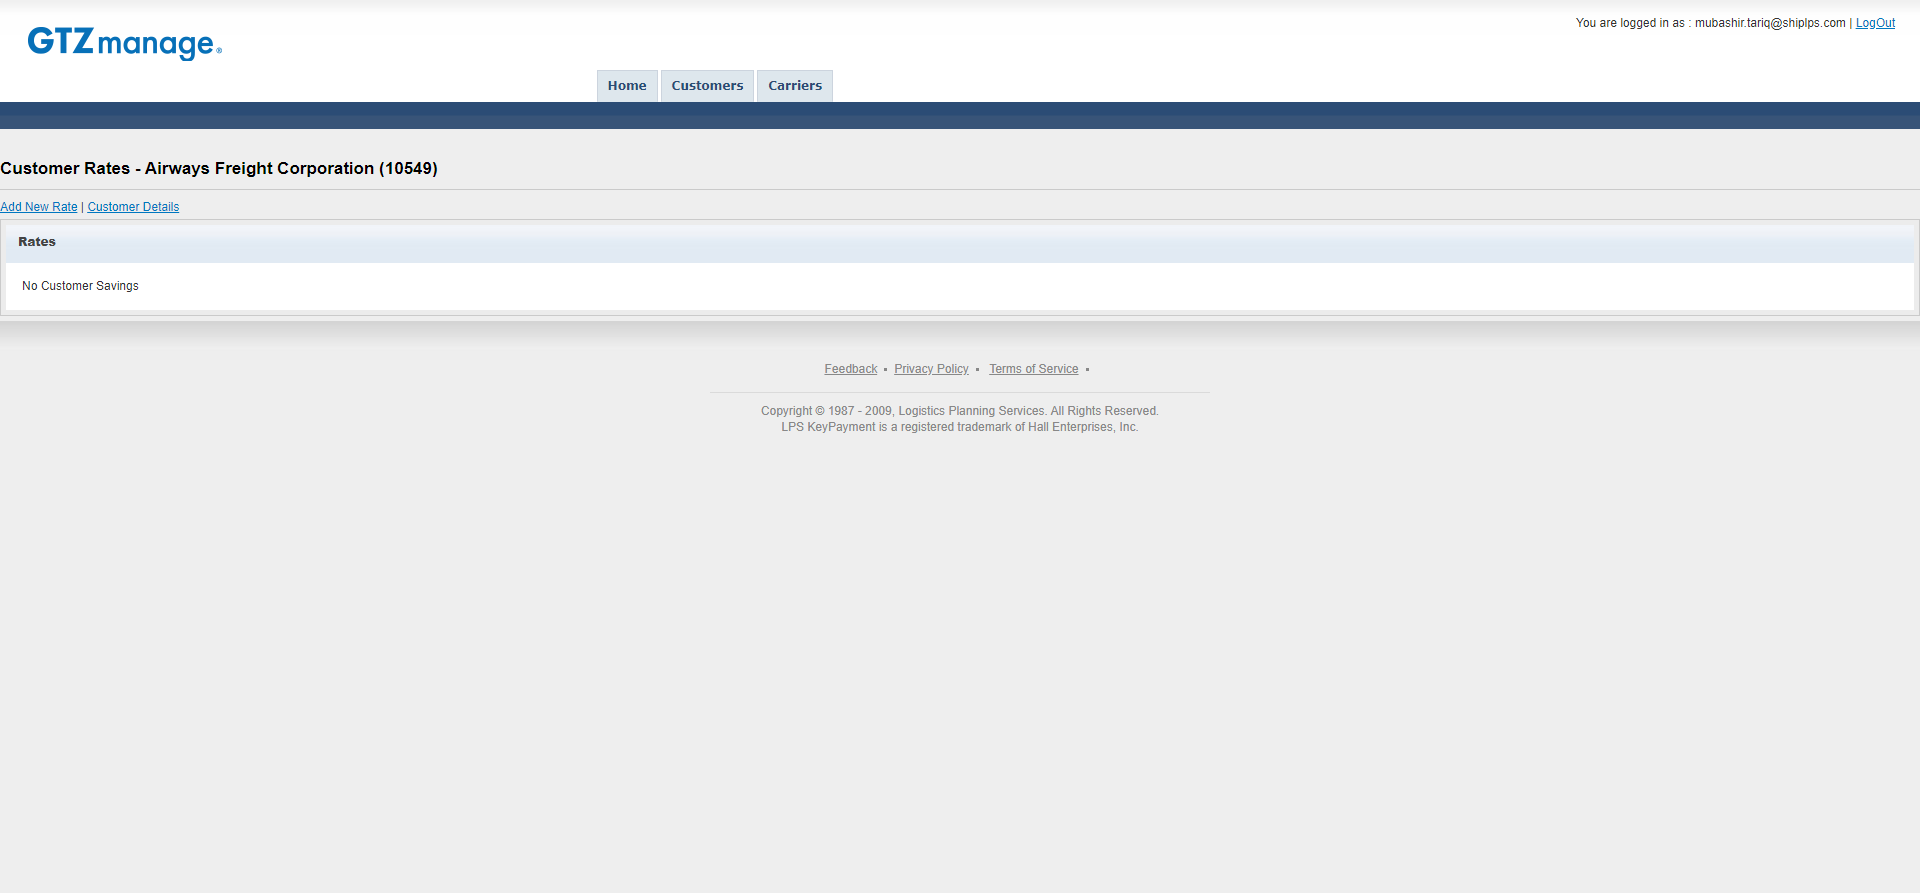 GTZmanage®
You are logged in as : mubashir.tariq@shiplps.com | LogOut
Home Customers Carriers
Customer Rates - Airways Freight Corporation (10549)
Add New Rate | Customer Details
Rates
No Customer Savings
Feedback ▪ Privacy Policy ▪ Terms of Service ▪
Copyright © 1987 - 2009, Logistics Planning Services. All Rights Reserved.
LPS KeyPayment is a registered trademark of Hall Enterprises, Inc.